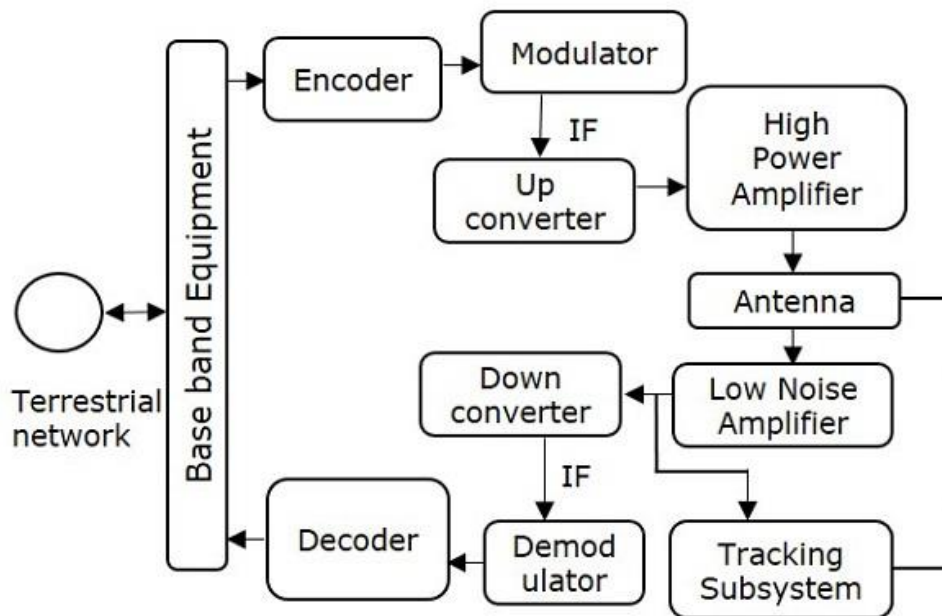 Encoder
Modulator
IF
Up
converter
High
Power
Amplifier
Base band Equipment
Antenna
Terrestrial
network
Down
converter
Low Noise
Amplifier
IF
Decoder
Demod
ulator
Tracking
Subsystem